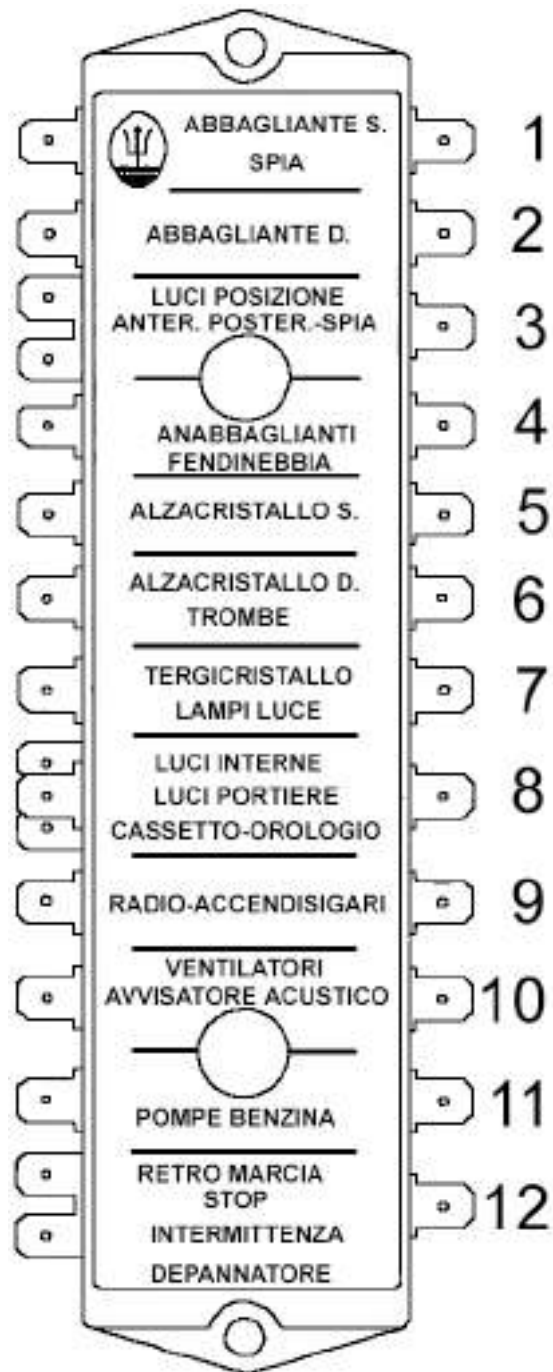 ABBAGLIANTE S.
SPIA
1
ABBAGLIANTE D.
2
LUCI POSIZIONE
ANTER. POSTER.-SPIA
3
ANABBAGLIANTI
FENDINEBBIA
4
ALZACRISTALLO S.
5
ALZACRISTALLO D.
TROMBE
6
TERGICRISTALLO
LAMPI LUCE
7
LUCI INTERNE
LUCI PORTIERE
CASSETTO-OROLOGIO
8
RADIO-ACCENDISIGARI
9
VENTILATORI
AVVISATORE ACUSTICO
10
POMPE BENZINA
11
RETRO MARCIA
STOP
INTERMITTENZA
DEPANNATORE
12